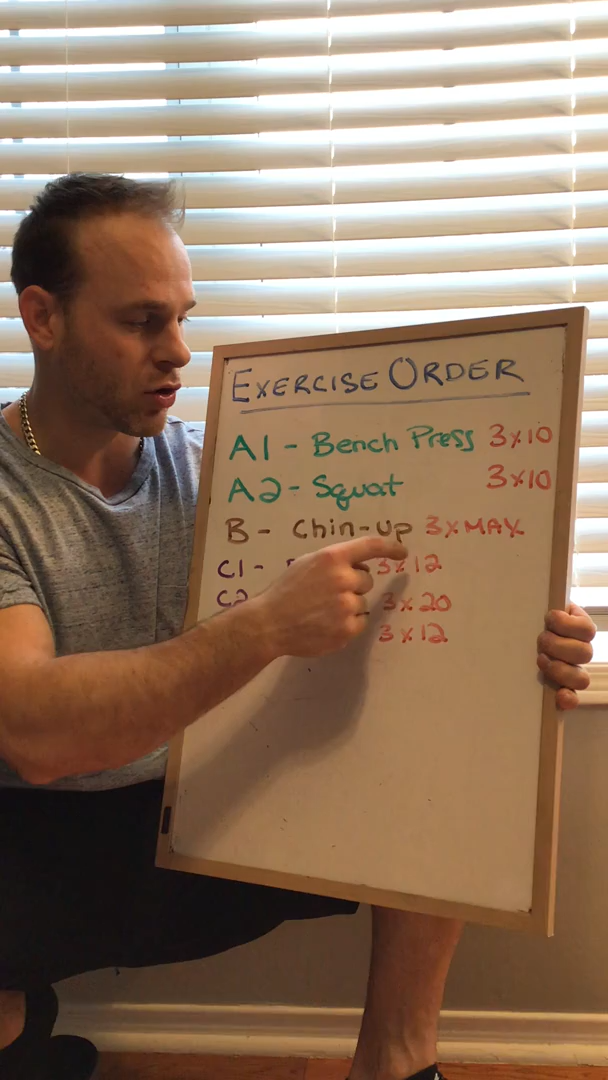 EXERCISE ORDER
A1 - Bench Press 3x10
A2 - Squat 3x10
B - Chin-up 3xMAX
C1 - 3x12
C2 3x20
3x12